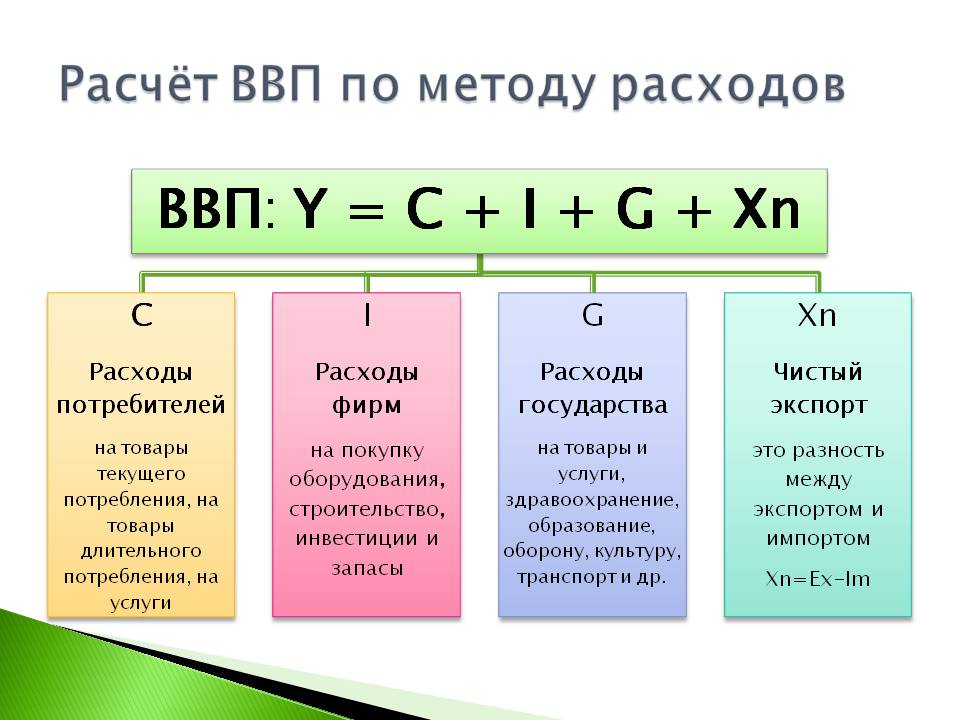 Расчёт ВВП по методу расходов
ВВП: Y = C + I + G + Xn
C
Расходы
потребителей
на товары
текущего
потребления, на
товары
длительного
потребления, на
услуги
I
Расходы
фирм
на покупку
оборудования,
строительство,
инвестиции и
запасы
G
Расходы
государства
на товары и
услуги,
здравоохранение,
образование,
оборону, культуру,
транспорт и др.
Xn
Чистый
экспорт
это разность
между
экспортом и
импортом
Xn=Ex-Im